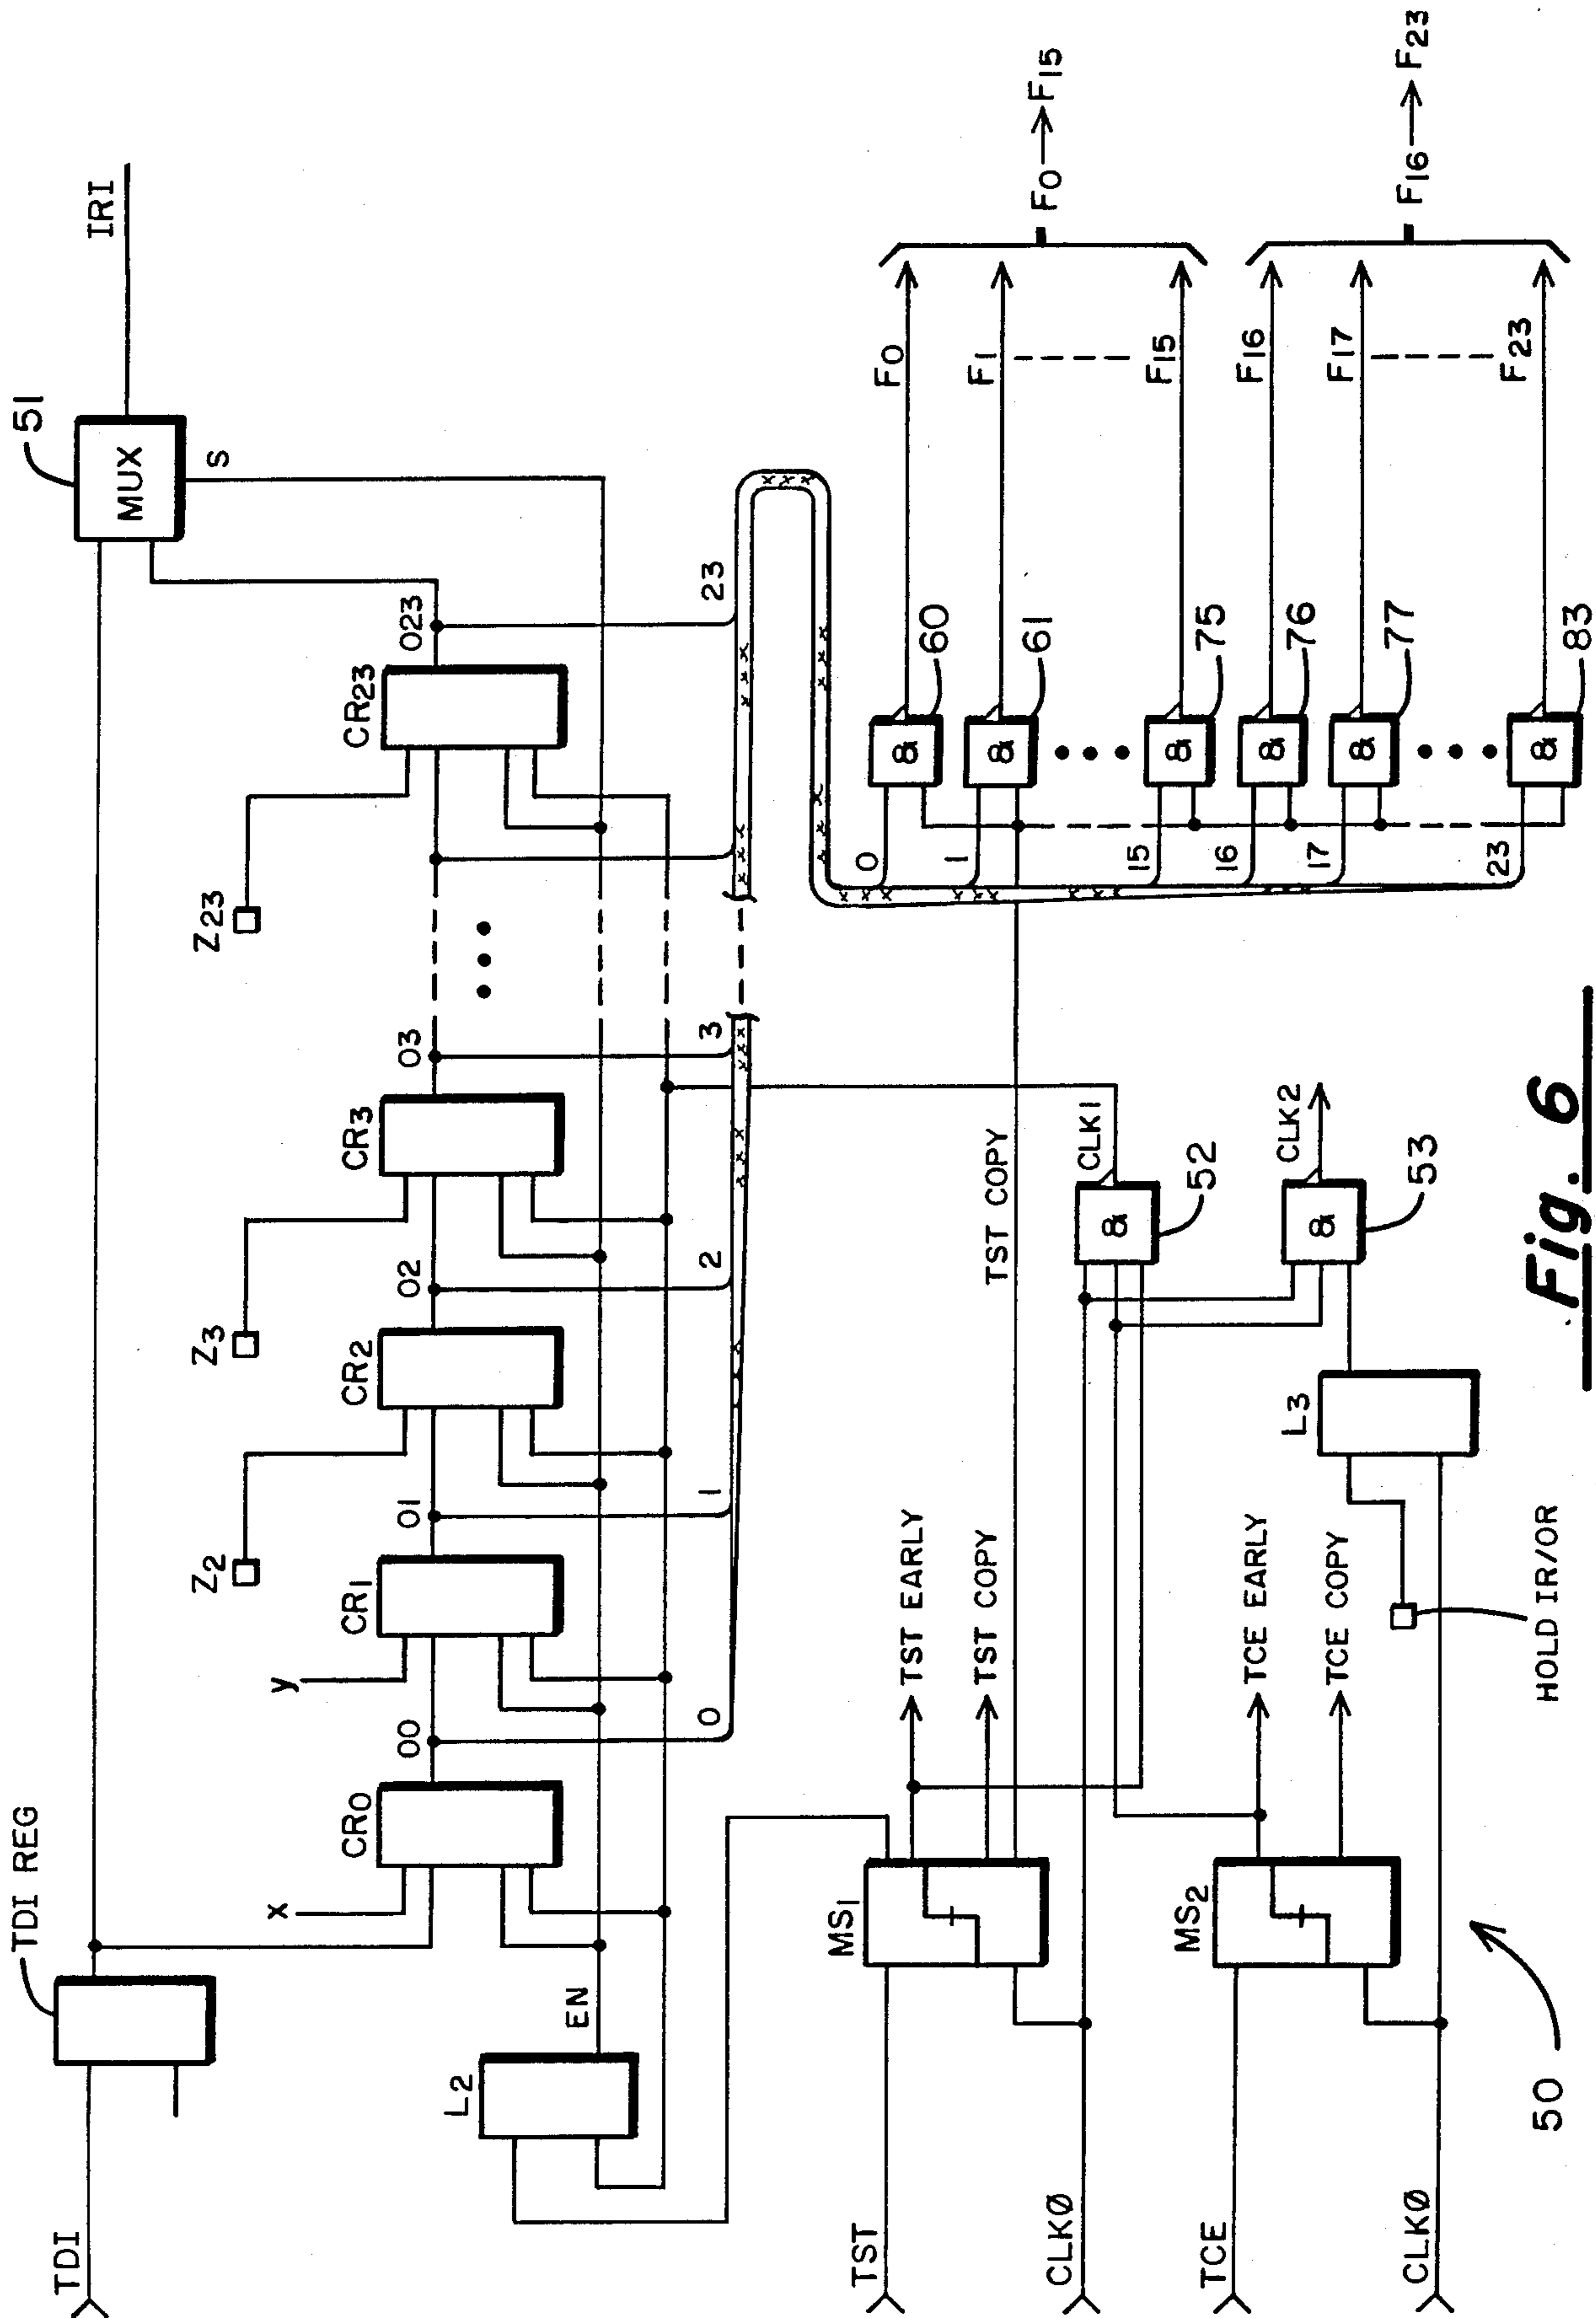 TDI
TDI REG
51
MUX
IRI
S
x
y
Z2
Z3
Z23
CR0
CR1
CR2
CR3
CR23
00
01
02
03
023
L2
EN
0
1
2
3
23
TST
MS1
TST EARLY
TST COPY
TST COPY
CLKØ
&
CLK1
52
TCE
MS2
TCE EARLY
TCE COPY
CLKØ
L3
HOLD IR/OR
&
CLK2
53
0
&
60
F0
1
&
61
F1
15
&
75
F15
F0 F15
16
&
76
F16
17
&
77
F17
23
&
83
F23
F16 F23
50
Fig. 6